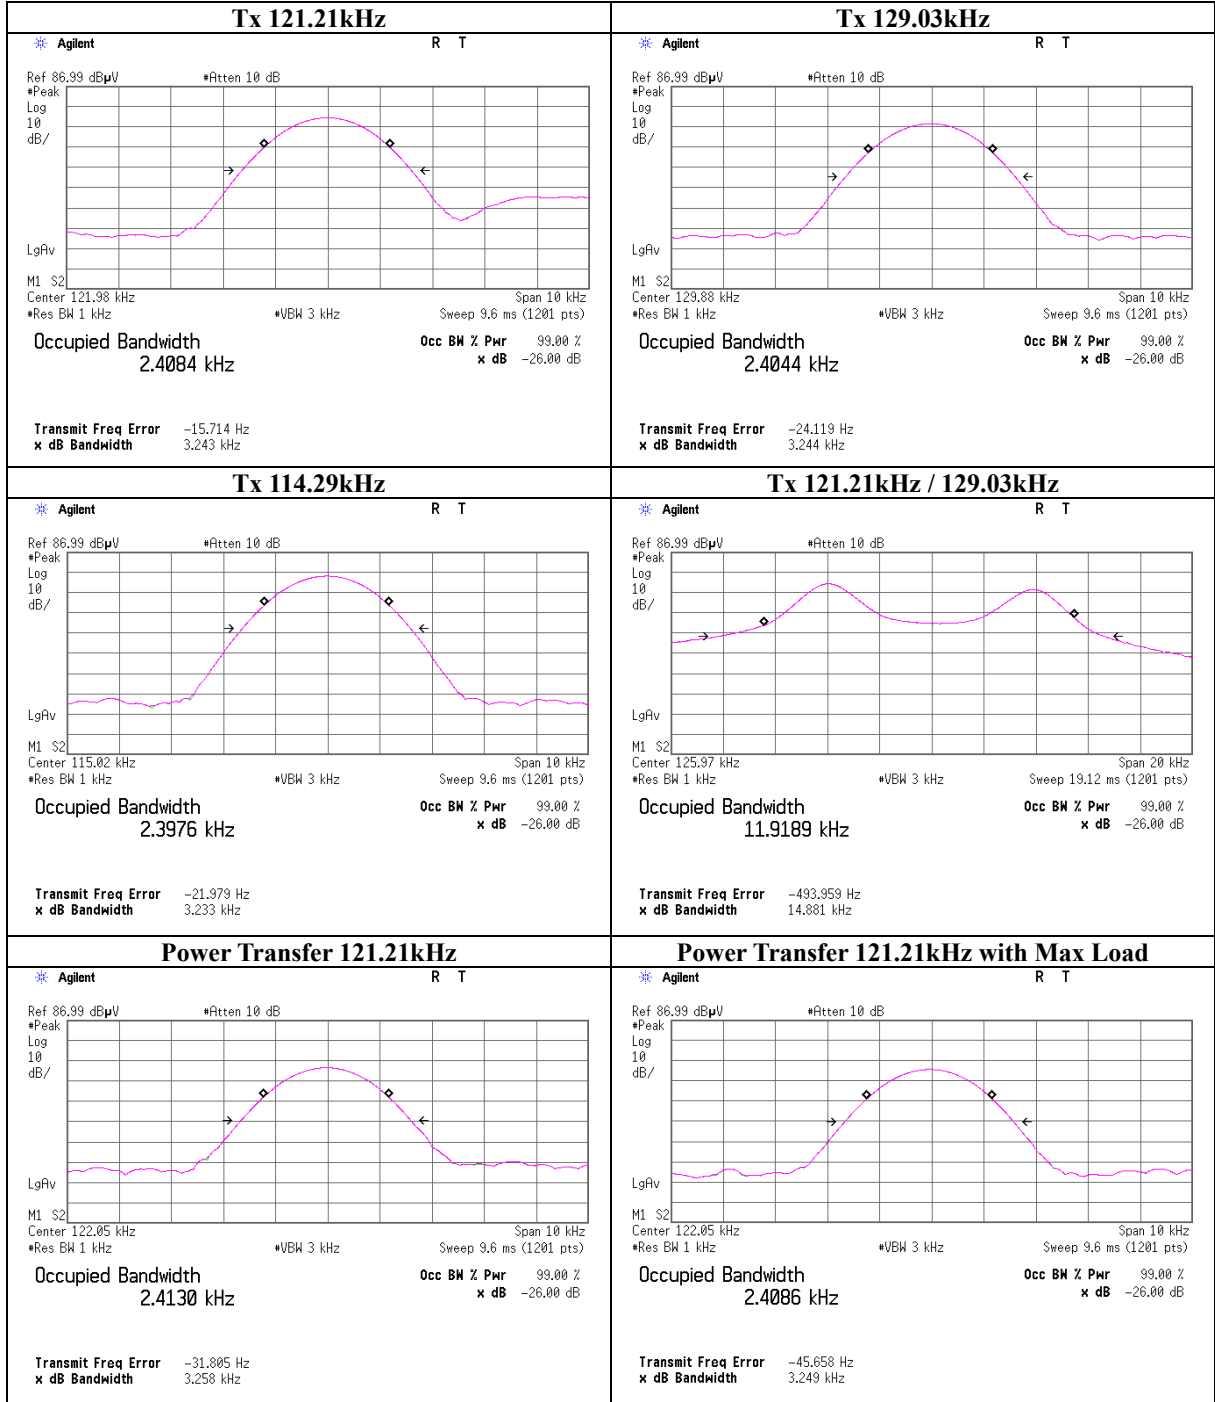 Tx 121.21kHz
Agilent R T
Ref 86.99 dBµV #Atten 10 dB
#Peak
Log
10
dB/
LgAv
M1 S2
Center 121.98 kHz Span 10 kHz
#Res BW 1 kHz #VBW 3 kHz Sweep 9.6 ms (1201 pts)
Occupied Bandwidth Occ BW % Pwr 99.00 %
2.4084 kHz x dB -26.00 dB
Transmit Freq Error -15.714 Hz
x dB Bandwidth 3.243 kHz
Tx 129.03kHz
Agilent R T
Ref 86.99 dBµV #Atten 10 dB
#Peak
Log
10
dB/
LgAv
M1 S2
Center 129.88 kHz Span 10 kHz
#Res BW 1 kHz #VBW 3 kHz Sweep 9.6 ms (1201 pts)
Occupied Bandwidth Occ BW % Pwr 99.00 %
2.4044 kHz x dB -26.00 dB
Transmit Freq Error -24.119 Hz
x dB Bandwidth 3.244 kHz
Tx 114.29kHz
Agilent R T
Ref 86.99 dBµV #Atten 10 dB
#Peak
Log
10
dB/
LgAv
M1 S2
Center 115.02 kHz Span 10 kHz
#Res BW 1 kHz #VBW 3 kHz Sweep 9.6 ms (1201 pts)
Occupied Bandwidth Occ BW % Pwr 99.00 %
2.3976 kHz x dB -26.00 dB
Transmit Freq Error -21.979 Hz
x dB Bandwidth 3.233 kHz
Tx 121.21kHz / 129.03kHz
Agilent R T
Ref 86.99 dBµV #Atten 10 dB
#Peak
Log
10
dB/
LgAv
M1 S2
Center 125.97 kHz Span 20 kHz
#Res BW 1 kHz #VBW 3 kHz Sweep 19.12 ms (1201 pts)
Occupied Bandwidth Occ BW % Pwr 99.00 %
11.9189 kHz x dB -26.00 dB
Transmit Freq Error -493.959 Hz
x dB Bandwidth 14.881 kHz
Power Transfer 121.21kHz
Agilent R T
Ref 86.99 dBµV #Atten 10 dB
#Peak
Log
10
dB/
LgAv
M1 S2
Center 122.05 kHz Span 10 kHz
#Res BW 1 kHz #VBW 3 kHz Sweep 9.6 ms (1201 pts)
Occupied Bandwidth Occ BW % Pwr 99.00 %
2.4130 kHz x dB -26.00 dB
Transmit Freq Error -31.805 Hz
x dB Bandwidth 3.258 kHz
Power Transfer 121.21kHz with Max Load
Agilent R T
Ref 86.99 dBµV #Atten 10 dB
#Peak
Log
10
dB/
LgAv
M1 S2
Center 122.05 kHz Span 10 kHz
#Res BW 1 kHz #VBW 3 kHz Sweep 9.6 ms (1201 pts)
Occupied Bandwidth Occ BW % Pwr 99.00 %
2.4086 kHz x dB -26.00 dB
Transmit Freq Error -45.658 Hz
x dB Bandwidth 3.249 kHz